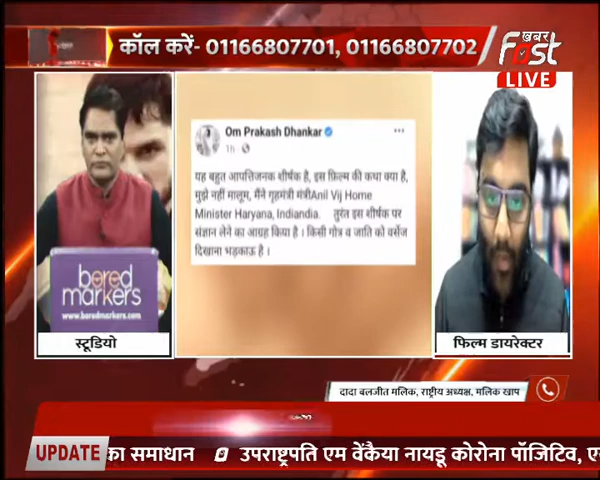 कॉल करें- 01166807701, 01166807702
ख़बर
Fast
LIVE
Om Prakash Dhankar
1h
यह बहुत आपत्तिजनक शीर्षक है, इस फ़िल्म की कथा क्या है,
मुझे नहीं मालूम, मैंने गृहमंत्री मंत्रीAnil Vij Home
Minister Haryana, Indiandia. तुरंत इस शीर्षक पर
संज्ञान लेने का आग्रह किया है । किसी गोत्र व जाति को वर्सेज
दिखाना भड़काऊ है ।
bored
markers
www.boredmarkers.com
स्टूडियो
फिल्म डायरेक्टर
दादा बलजीत मलिक, राष्ट्रीय अध्यक्ष, मलिक खाप
UPDATE
का समाधान उपराष्ट्रपति एम वेंकैया नायडू कोरोना पॉजिटिव, ए